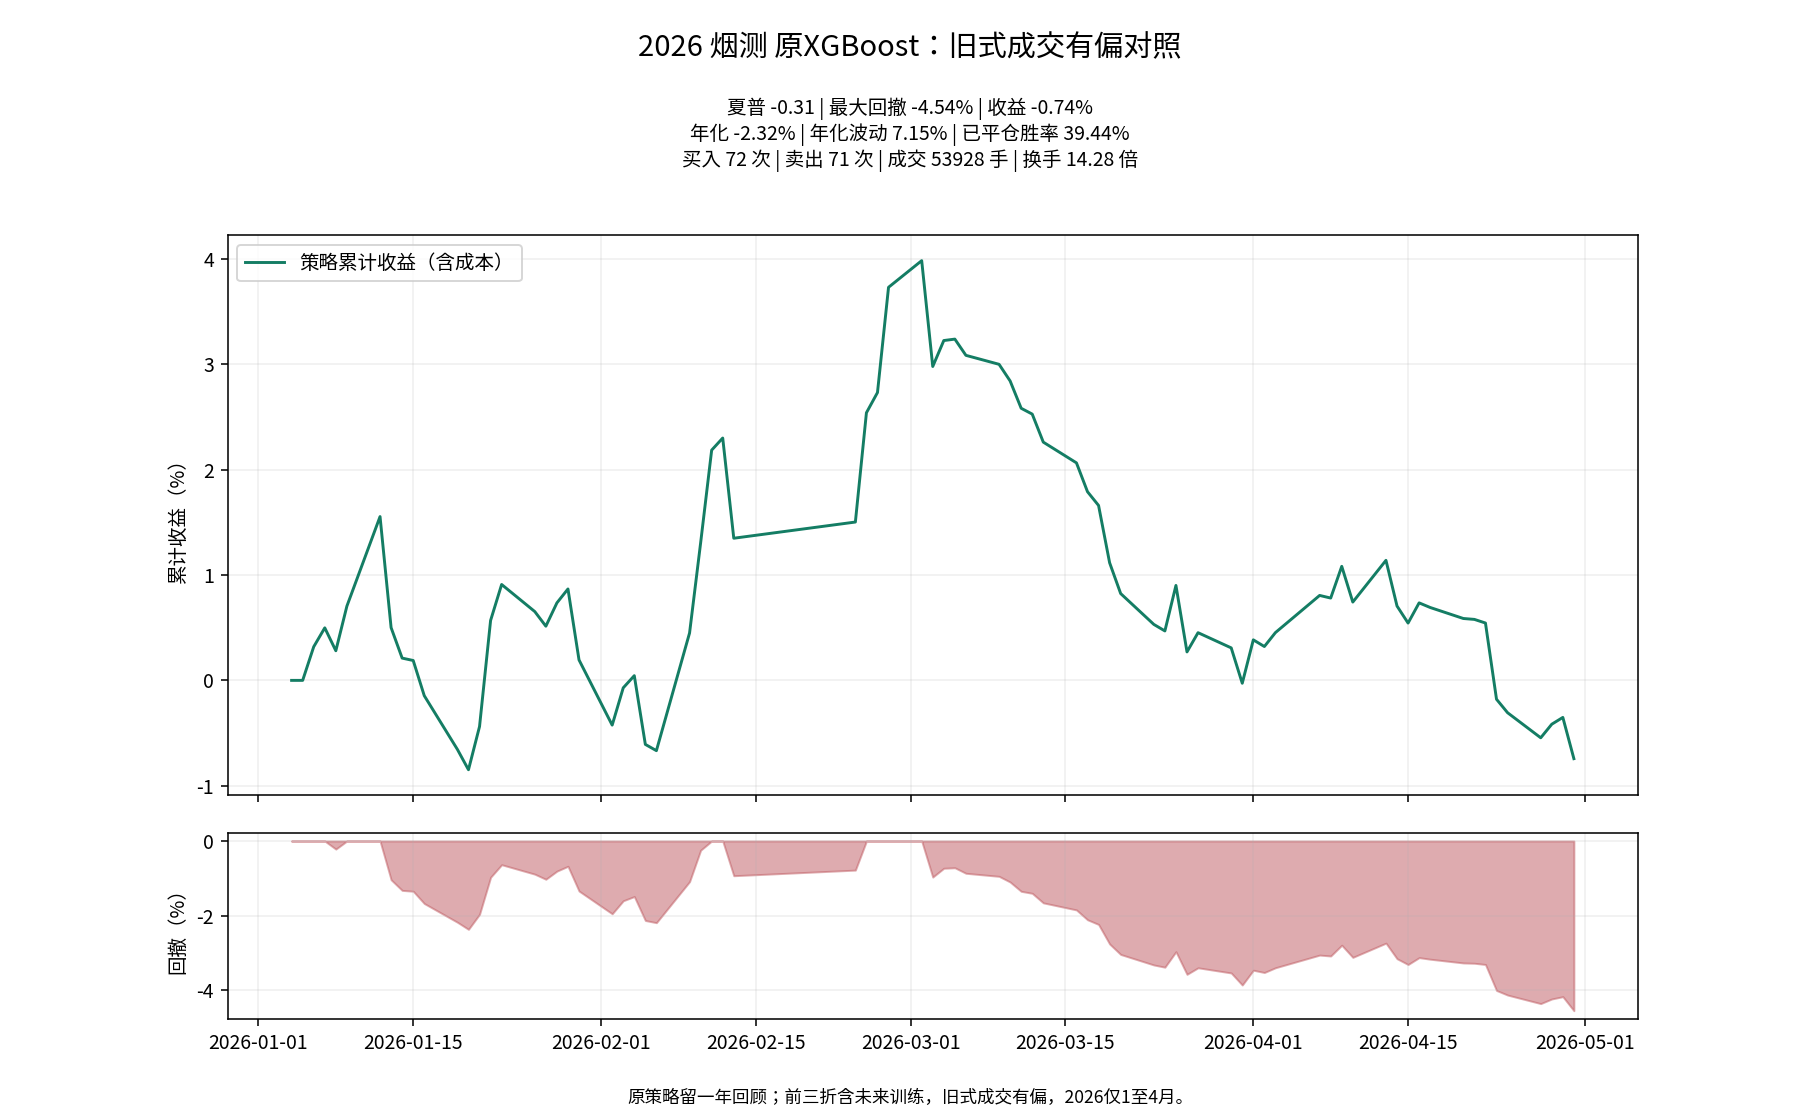 2026 烟测 原XGBoost：旧式成交有偏对照
夏普 -0.31 | 最大回撤 -4.54% | 收益 -0.74%
年化 -2.32% | 年化波动 7.15% | 已平仓胜率 39.44%
买入 72 次 | 卖出 71 次 | 成交 53928 手 | 换手 14.28 倍
策略累计收益（含成本）
累计收益（%）
4
3
2
1
0
-1
回撤（%）
0
-2
-4
2026-01-01 2026-01-15 2026-02-01 2026-02-15 2026-03-01 2026-03-15 2026-04-01 2026-04-15 2026-05-01
原策略留一年回顾；前三折含未来训练，旧式成交有偏，2026仅1至4月。